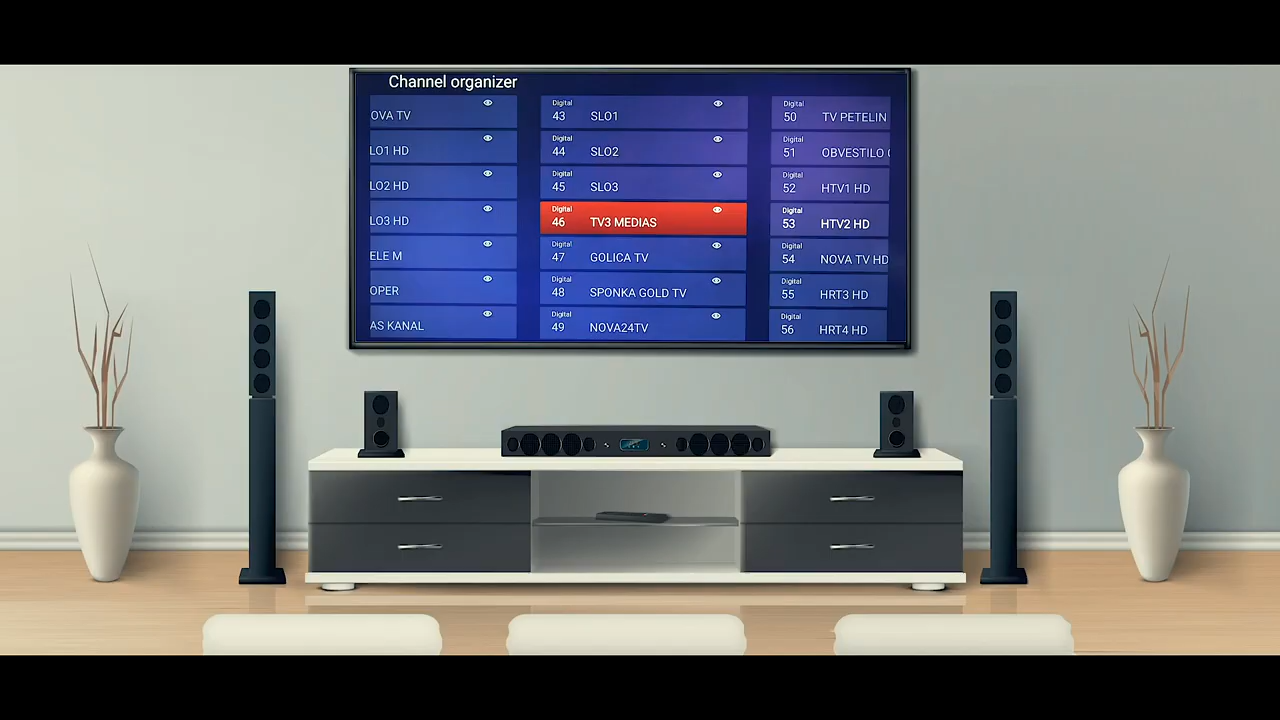 Channel organizer
OVA TV
LO1 HD
LO2 HD
LO3 HD
ELE M
OPER
AS KANAL
Digital
43 SLO1
Digital
44 SLO2
Digital
45 SLO3
Digital
46 TV3 MEDIAS
Digital
47 GOLICA TV
Digital
48 SPONKA GOLD TV
Digital
49 NOVA24TV
Digital
50 TV PETELIN
Digital
51 OBVESTILO
Digital
52 HTV1 HD
Digital
53 HTV2 HD
Digital
54 NOVA TV HD
Digital
55 HRT3 HD
Digital
56 HRT4 HD